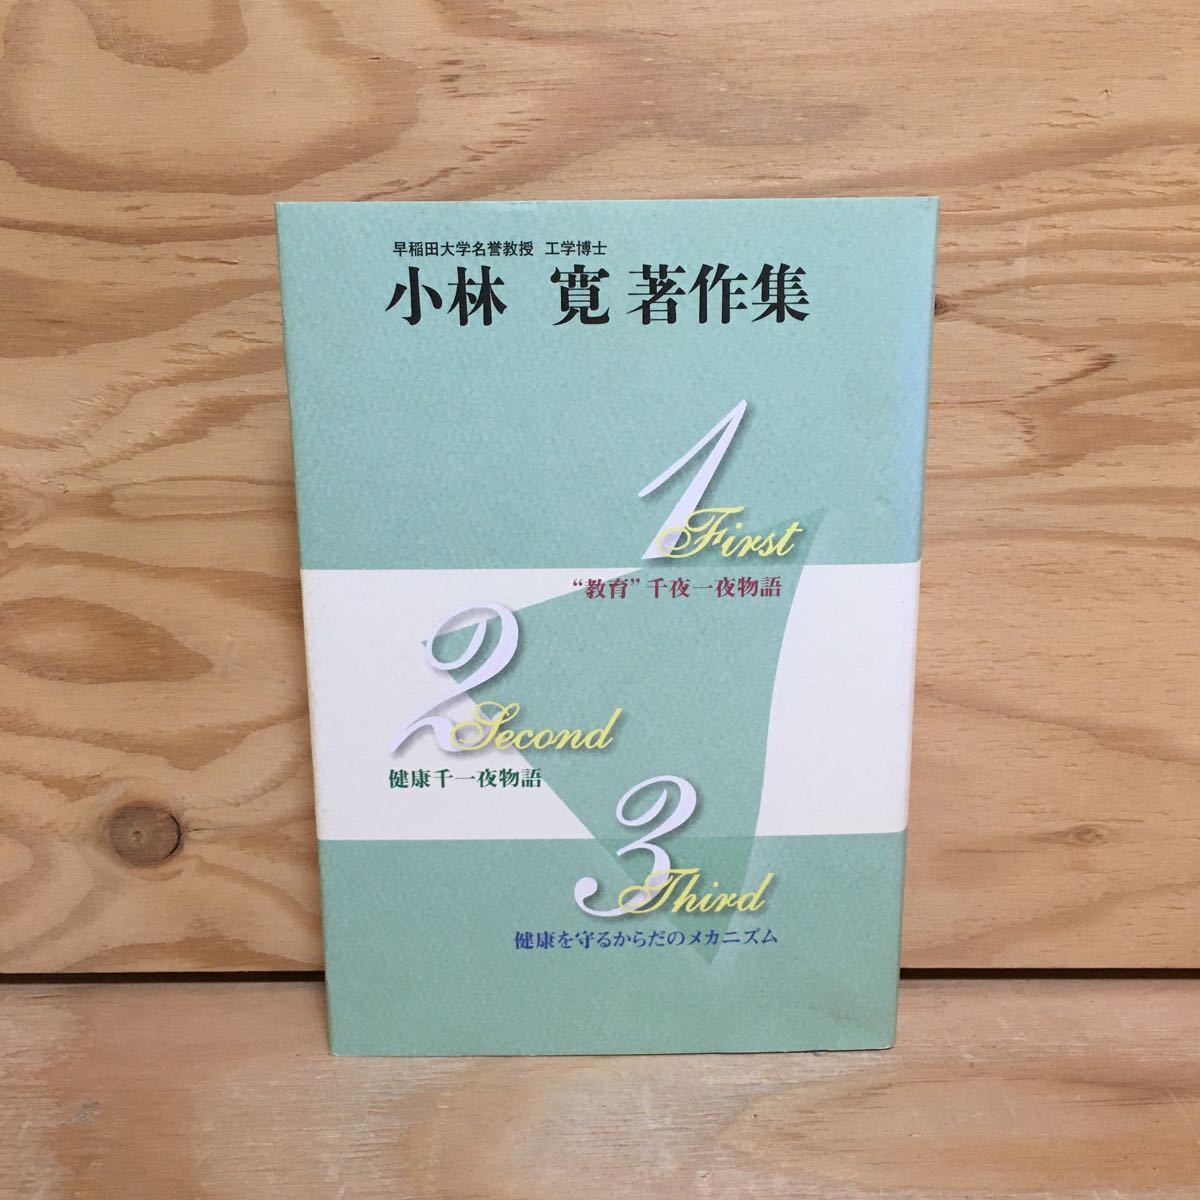 早稲田大学名誉教授 工学博士
小林 寛 著作集
1
First
“教育”千夜一夜物語
2
Second
健康千一夜物語
3
Third
健康を守るからだのメカニズム